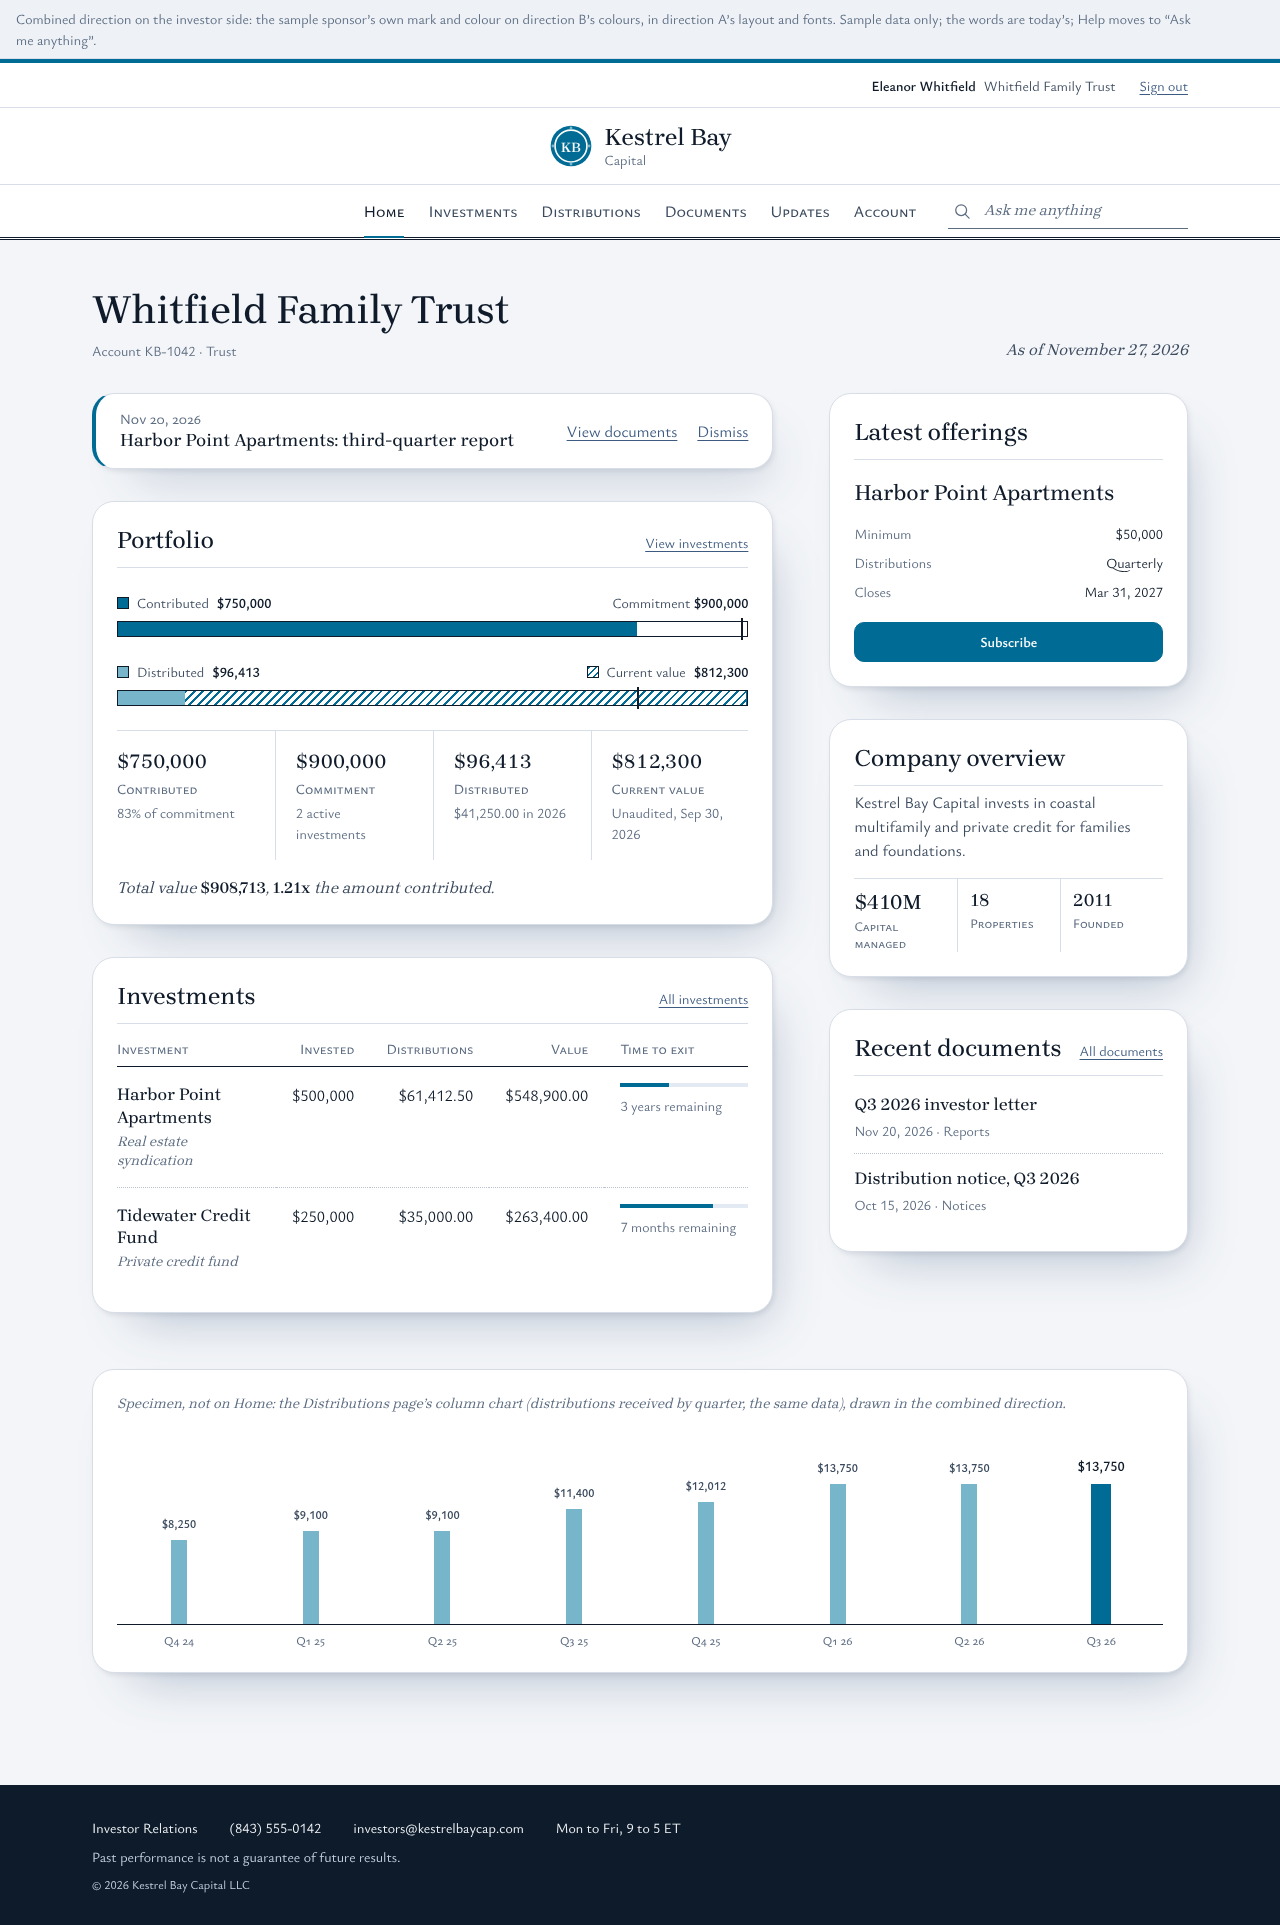 Combined direction on the investor side: the sample sponsor’s own mark and colour on direction B’s colours, in direction A’s layout and fonts. Sample data only; the words are today’s; Help moves to “Ask
me anything”.
Eleanor Whitfield Whitfield Family Trust Sign out
KB
Kestrel Bay
Capital
Home Investments Distributions Documents Updates Account Ask me anything
Whitfield Family Trust
Account KB-1042 · Trust
As of November 27, 2026
Nov 20, 2026
Harbor Point Apartments: third-quarter report
View documents Dismiss
Portfolio
View investments
Contributed $750,000
Commitment $900,000
Distributed $96,413
Current value $812,300
$750,000
Contributed
83% of commitment
$900,000
Commitment
2 active
investments
$96,413
Distributed
$41,250.00 in 2026
$812,300
Current value
Unaudited, Sep 30,
2026
Total value $908,713, 1.21x the amount contributed.
Investments
All investments
Investment Invested Distributions Value Time to exit
Harbor Point
Apartments
Real estate
syndication
$500,000 $61,412.50 $548,900.00
3 years remaining
Tidewater Credit
Fund
Private credit fund
$250,000 $35,000.00 $263,400.00
7 months remaining
Latest offerings
Harbor Point Apartments
Minimum $50,000
Distributions Quarterly
Closes Mar 31, 2027
Subscribe
Company overview
Kestrel Bay Capital invests in coastal
multifamily and private credit for families
and foundations.
$410M
Capital
managed
18
Properties
2011
Founded
Recent documents
All documents
Q3 2026 investor letter
Nov 20, 2026 · Reports
Distribution notice, Q3 2026
Oct 15, 2026 · Notices
Specimen, not on Home: the Distributions page’s column chart (distributions received by quarter, the same data), drawn in the combined direction.
$8,250 $9,100 $9,100 $11,400 $12,012 $13,750 $13,750 $13,750
Q4 24 Q1 25 Q2 25 Q3 25 Q4 25 Q1 26 Q2 26 Q3 26
Investor Relations (843) 555-0142 investors@kestrelbaycap.com Mon to Fri, 9 to 5 ET
Past performance is not a guarantee of future results.
© 2026 Kestrel Bay Capital LLC